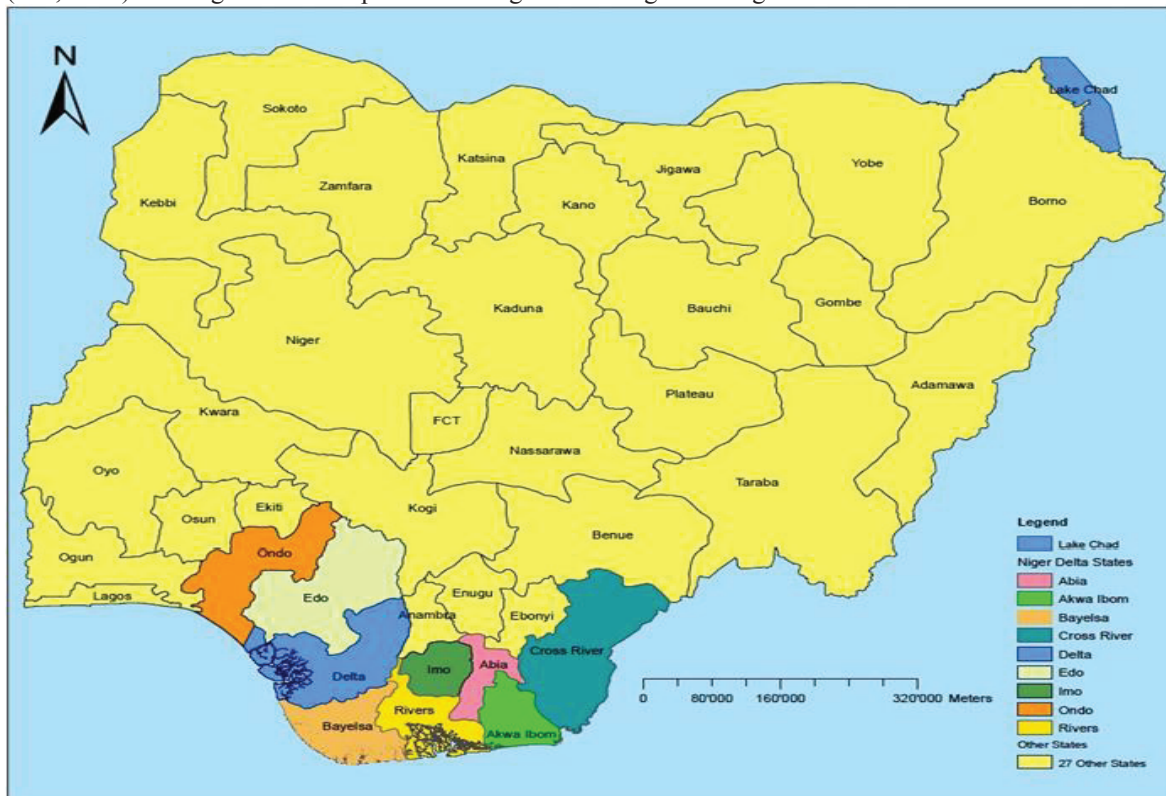 N
Lake Chad
Sokoto
Katsina
Yobe
Jigawa
Zamfara
Kebbi
Kano
Borno
Kaduna
Bauchi
Gombe
Niger
Adamawa
Plateau
Kwara
FCT
Nassarawa
Oyo
Taraba
Kogi
Ekiti
Osun
Benue
Ondo
Ogun
Lagos
Edo
Enugu
Anambra
Ebonyi
Cross River
Imo
Abia
Delta
Rivers
Bayelsa
Akwa Ibom
0 80'000 160'000 320'000 Meters
Legend
Lake Chad
Niger Delta States
Abia
Akwa Ibom
Bayelsa
Cross River
Delta
Edo
Imo
Ondo
Rivers
Other States
27 Other States